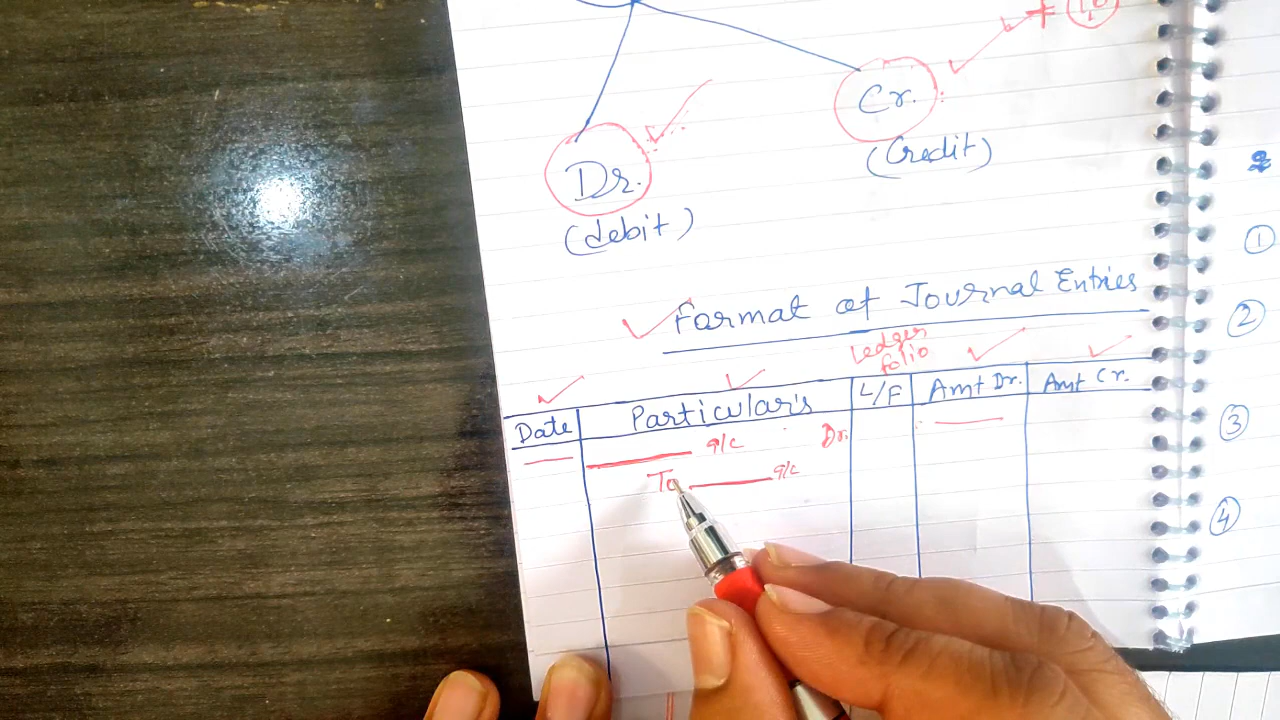 Cr.
(Credit)
Dr.
(debit)
Format of Journal Entries
Ledger
folio
Date Particular's L/F Amt Dr. Amt Cr.
a/c Dr.
To a/c
1
2
3
4